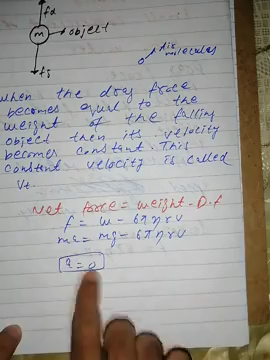 fd
m → object
air molecules
fg
When the drag force
becomes equal to the
weight of the falling
object then its velocity
becomes constant. This
constant velocity is called
Vt.
Net force = weight - D.f
f = w - 6πηrv
ma = mg - 6πηrv
a = 0